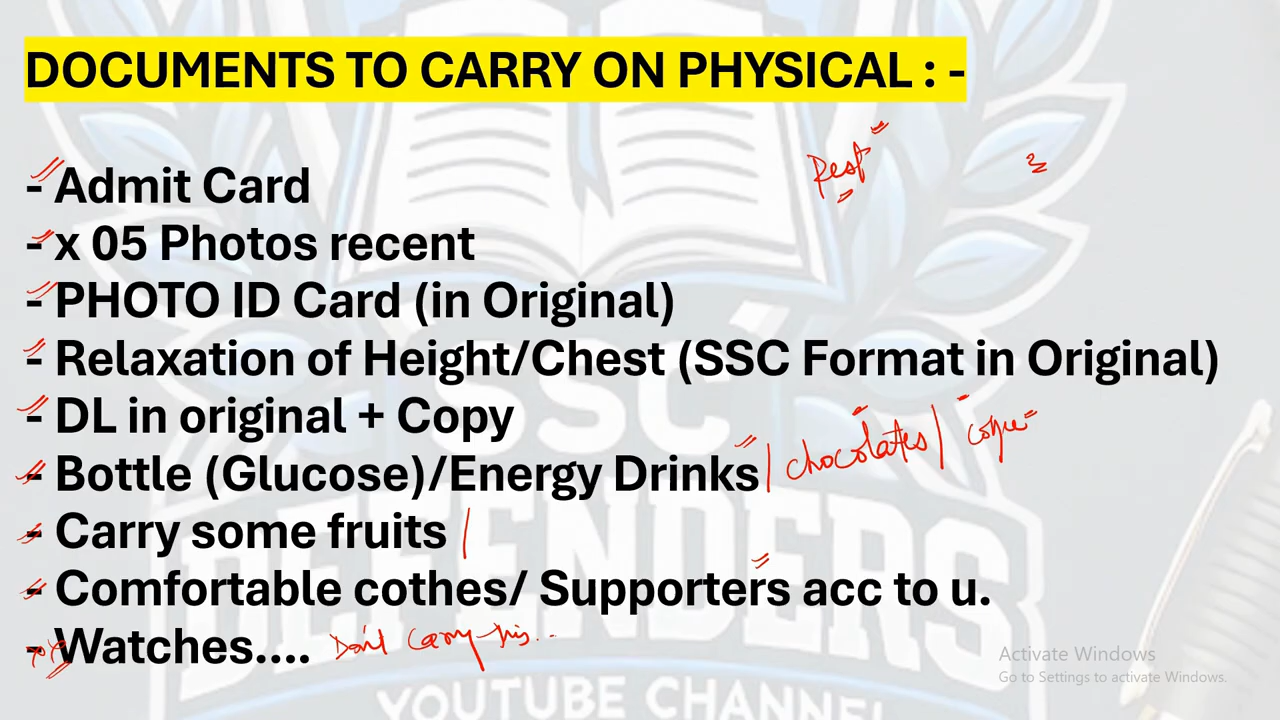 DOCUMENTS TO CARRY ON PHYSICAL : -
Rest
- Admit Card
- x 05 Photos recent
- PHOTO ID Card (in Original)
- Relaxation of Height/Chest (SSC Format in Original)
- DL in original + Copy
- Bottle (Glucose)/Energy Drinks / chocolates /
- Carry some fruits /
- Comfortable cothes/ Supporters acc to u.
- Watches.... Don't carry this..
SSC
DEFENDERS
YOUTUBE CHANNEL
Activate Windows
Go to Settings to activate Windows.